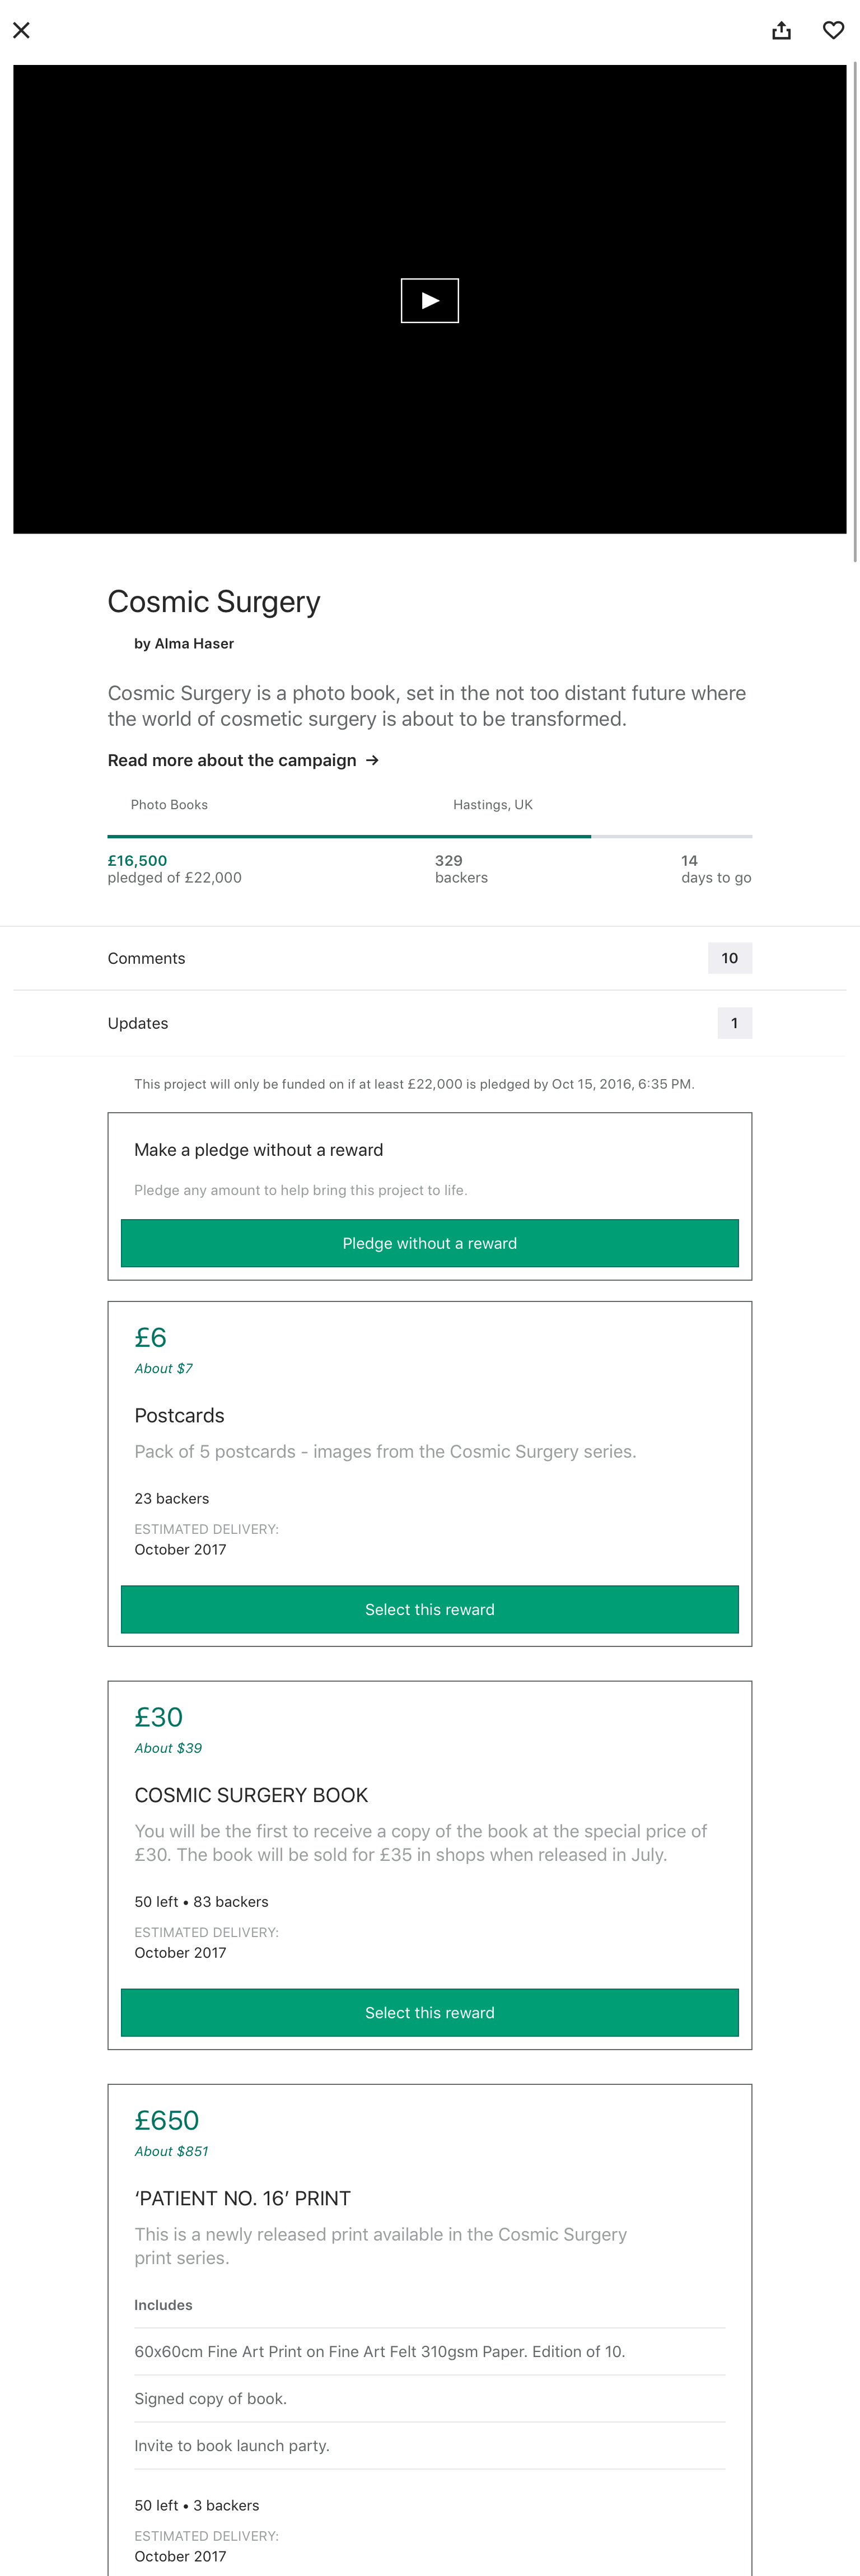 Cosmic Surgery
by Alma Haser
Cosmic Surgery is a photo book, set in the not too distant future where
the world of cosmetic surgery is about to be transformed.
Read more about the campaign →
Photo Books
Hastings, UK
£16,500
pledged of £22,000
329
backers
14
days to go
Comments
10
Updates
1
This project will only be funded on if at least £22,000 is pledged by Oct 15, 2016, 6:35 PM.
Make a pledge without a reward
Pledge any amount to help bring this project to life.
Pledge without a reward
£6
About $7
Postcards
Pack of 5 postcards - images from the Cosmic Surgery series.
23 backers
ESTIMATED DELIVERY:
October 2017
Select this reward
£30
About $39
COSMIC SURGERY BOOK
You will be the first to receive a copy of the book at the special price of
£30. The book will be sold for £35 in shops when released in July.
50 left • 83 backers
ESTIMATED DELIVERY:
October 2017
Select this reward
£650
About $851
‘PATIENT NO. 16’ PRINT
This is a newly released print available in the Cosmic Surgery
print series.
Includes
60x60cm Fine Art Print on Fine Art Felt 310gsm Paper. Edition of 10.
Signed copy of book.
Invite to book launch party.
50 left • 3 backers
ESTIMATED DELIVERY:
October 2017